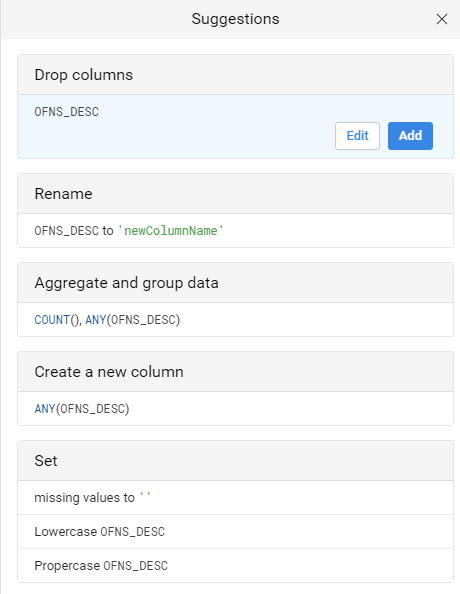 Suggestions
Drop columns
OFNS_DESC
Edit Add
Rename
OFNS_DESC to 'newColumnName'
Aggregate and group data
COUNT(), ANY(OFNS_DESC)
Create a new column
ANY(OFNS_DESC)
Set
missing values to ''
Lowercase OFNS_DESC
Propercase OFNS_DESC